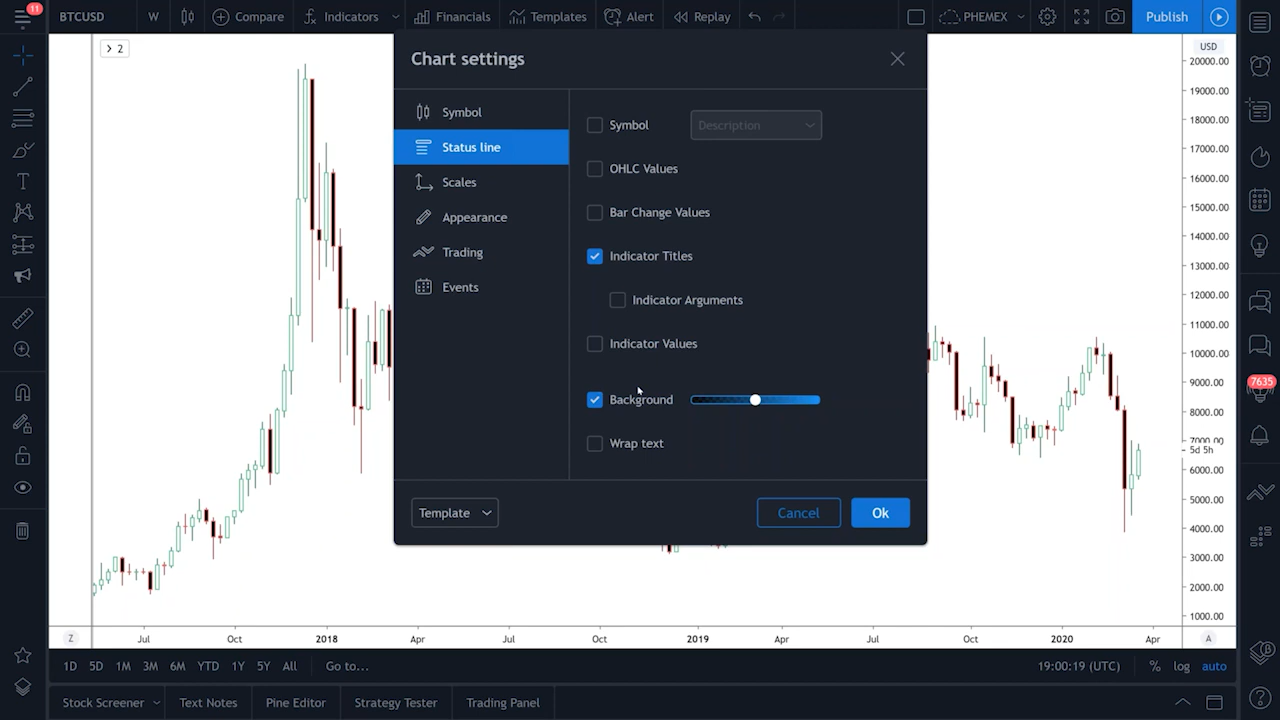 11
BTCUSD W Compare Indicators Financials Templates Alert Replay PHEMEX Publish
> 2
USD
Chart settings
Symbol
Status line
Scales
Appearance
Trading
Events
Symbol Description
OHLC Values
Bar Change Values
Indicator Titles
Indicator Arguments
Indicator Values
Background
Wrap text
Template
Cancel Ok
20000.00
19000.00
18000.00
17000.00
16000.00
15000.00
14000.00
13000.00
12000.00
11000.00
10000.00
9000.00
8000.00
7000.00
5d 5h
6000.00
5000.00
4000.00
3000.00
2000.00
1000.00
7635
Z Jul Oct 2018 Apr Jul Oct 2019 Apr Jul Oct 2020 Apr A
1D 5D 1M 3M 6M YTD 1Y 5Y All Go to... 19:00:19 (UTC) % log auto
Stock Screener Text Notes Pine Editor Strategy Tester Trading Panel